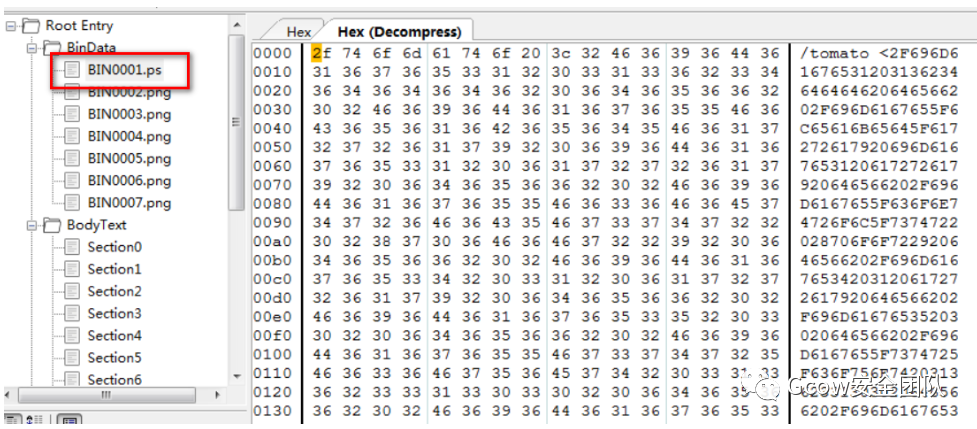 Root Entry
BinData
BIN0001.ps
BIN0002.png
BIN0003.png
BIN0004.png
BIN0005.png
BIN0006.png
BIN0007.png
BodyText
Section0
Section1
Section2
Section3
Section4
Section5
Section6
Hex Hex (Decompress)
0000 2f 74 6f 6d 61 74 6f 20 3c 32 46 36 39 36 44 36 /tomato <2F696D6
0010 31 36 37 36 35 33 31 32 30 33 31 33 36 32 33 34 1676531203136234
0020 36 34 36 34 36 34 36 32 30 36 34 36 35 36 36 32 6464646206465662
0030 30 32 46 36 39 36 44 36 31 36 37 36 35 35 46 36 02F696D6167655F6
0040 43 36 35 36 31 36 42 36 35 36 34 35 46 36 31 37 C65616B65645F617
0050 32 37 32 36 31 37 39 32 30 36 39 36 44 36 31 36 272617920696D616
0060 37 36 35 33 31 32 30 36 31 37 32 37 32 36 31 37 7653120617272617
0070 39 32 30 36 34 36 35 36 36 32 30 32 46 36 39 36 920646566202F696
0080 44 36 31 36 37 36 35 35 46 36 33 36 46 36 45 37 D6167655F636F6E7
0090 34 37 32 36 46 36 43 35 46 37 33 37 34 37 32 32 4726F6C5F7374722
00a0 30 32 38 37 30 36 46 36 46 37 32 32 39 32 30 36 028706F6F7229206
00b0 34 36 35 36 36 32 30 32 46 36 39 36 44 36 31 36 46566202F696D616
00c0 37 36 35 33 34 32 30 33 31 32 30 36 31 37 32 37 7653420312061727
00d0 32 36 31 37 39 32 30 36 34 36 35 36 36 32 30 32 2617920646566202
00e0 46 36 39 36 44 36 31 36 37 36 35 33 35 32 30 33 F696D61676535203
00f0 30 32 30 36 34 36 35 36 36 32 30 32 46 36 39 36 020646566202F696
0100 44 36 31 36 37 36 35 35 46 37 33 37 34 37 32 35 D6167655F7374725
0110 46 36 33 36 46 37 35 36 45 37 34 32 30 33 31 33 F636F756E7420313
0120 36 32 33 33 31 33 30 33 30 32 30 36 34 36
0130 36 32 30 32 46 36 39 36 44 36 31 36 37 36 35 33 6202F696D6167653
Gcow安全团队